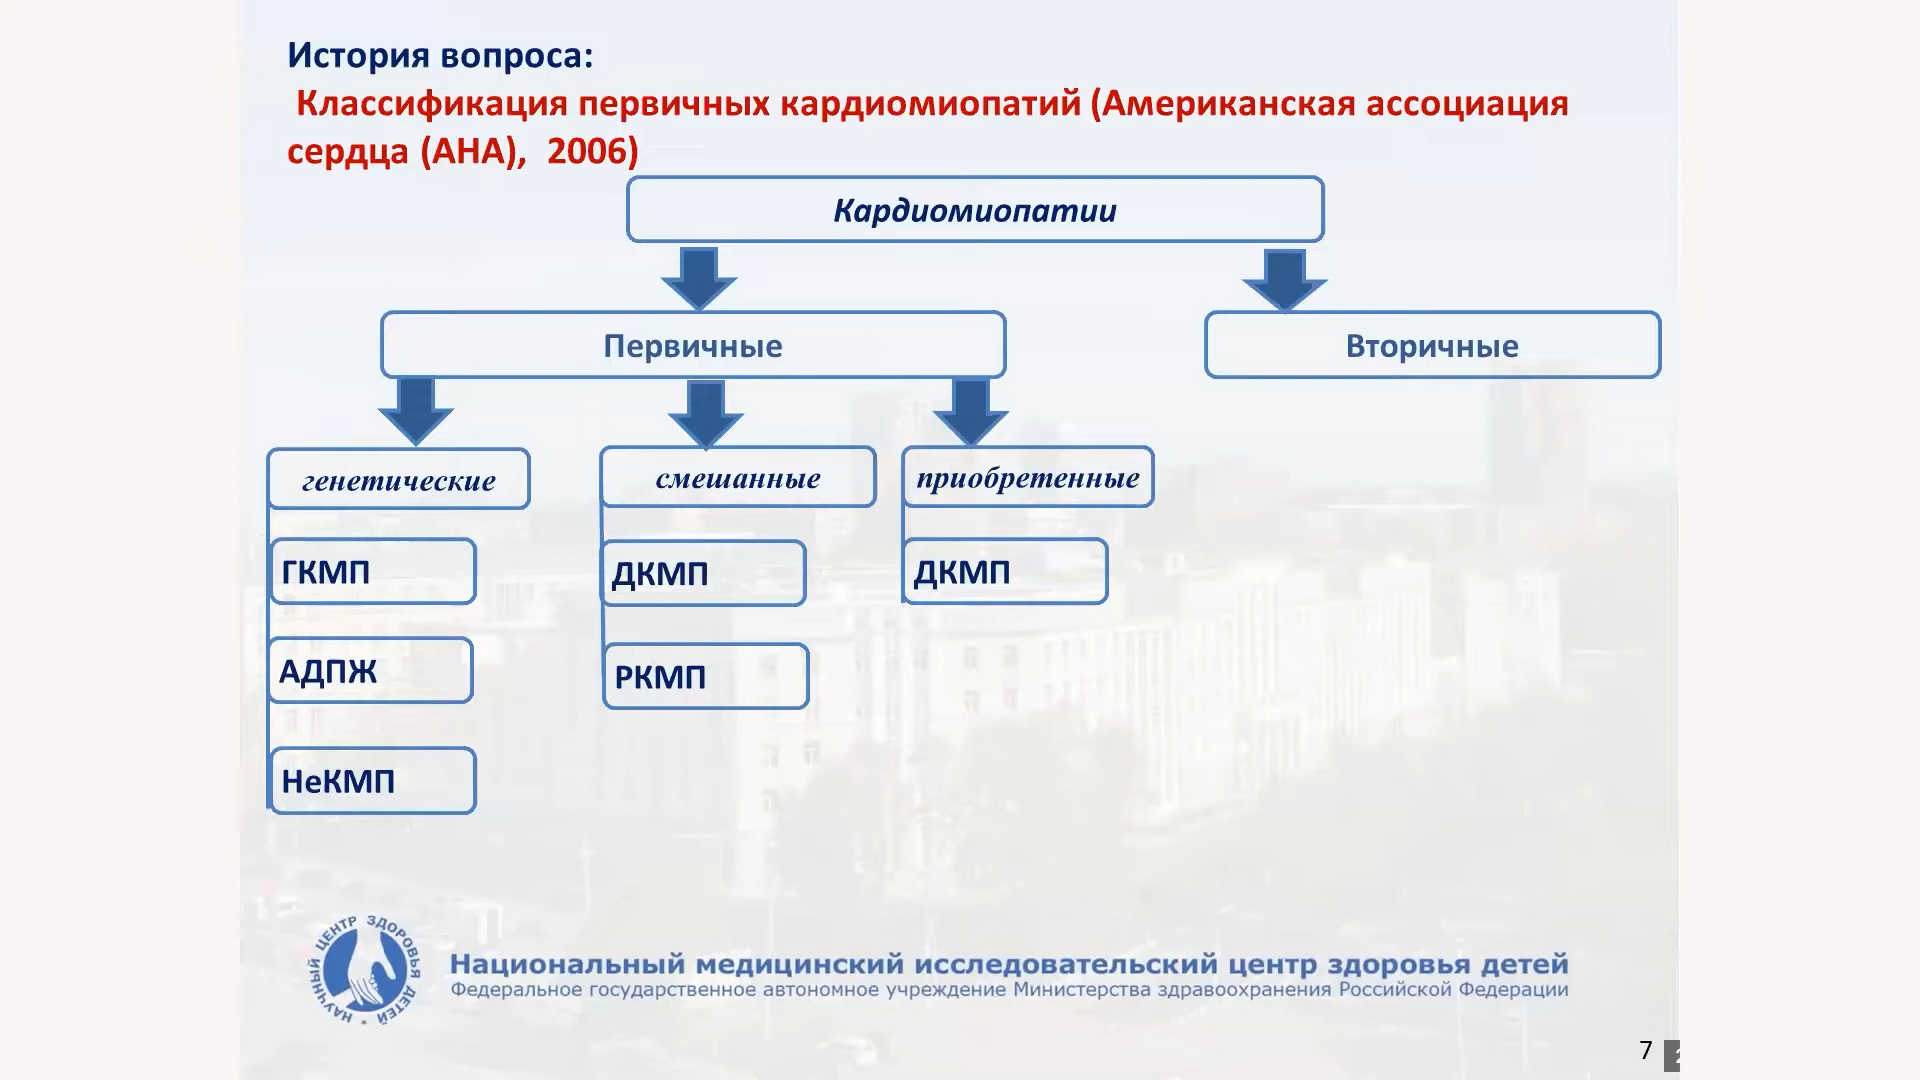 История вопроса:
Классификация первичных кардиомиопатий (Американская ассоциация
сердца (АНА), 2006)
Кардиомиопатии
Первичные
Вторичные
генетические
смешанные
приобретенные
ГКМП
ДКМП
ДКМП
АДПЖ
РКМП
НеКМП
НАУЧНЫЙ ЦЕНТР ЗДОРОВЬЯ ДЕТЕЙ
Национальный медицинский исследовательский центр здоровья детей
Федеральное государственное автономное учреждение Министерства здравоохранения Российской Федерации
7